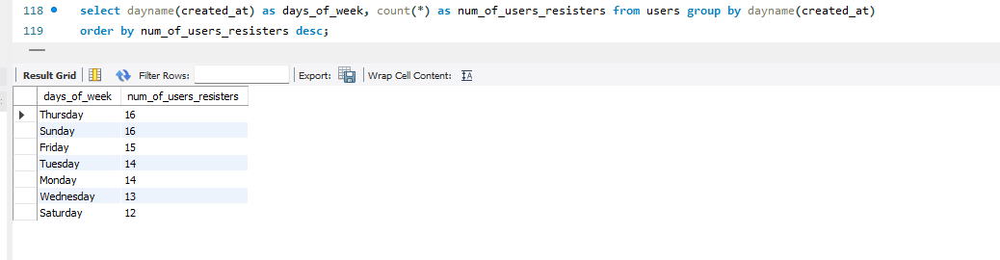 118 select dayname(created_at) as days_of_week, count(*) as num_of_users_resisters from users group by dayname(created_at)
119 order by num_of_users_resisters desc;
Result Grid Filter Rows: Export: Wrap Cell Content:
days_of_week num_of_users_resisters
Thursday 16
Sunday 16
Friday 15
Tuesday 14
Monday 14
Wednesday 13
Saturday 12